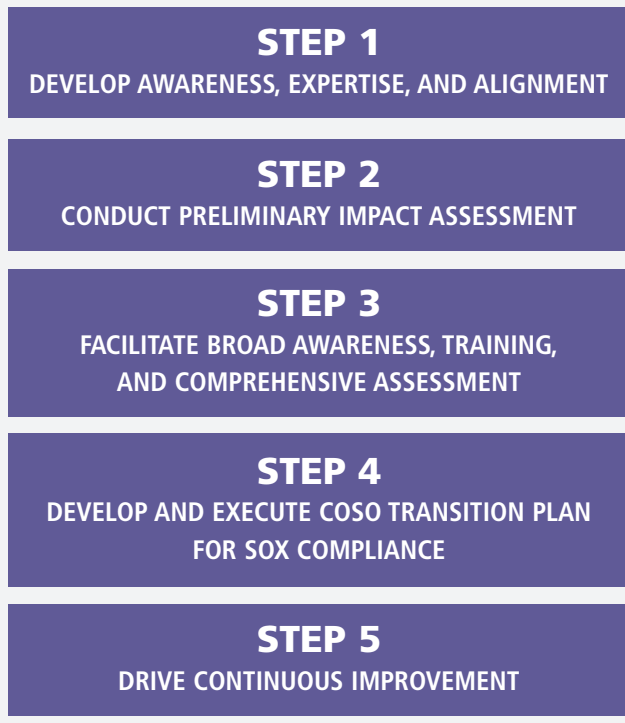 STEP 1
DEVELOP AWARENESS, EXPERTISE, AND ALIGNMENT
STEP 2
CONDUCT PRELIMINARY IMPACT ASSESSMENT
STEP 3
FACILITATE BROAD AWARENESS, TRAINING,
AND COMPREHENSIVE ASSESSMENT
STEP 4
DEVELOP AND EXECUTE COSO TRANSITION PLAN
FOR SOX COMPLIANCE
STEP 5
DRIVE CONTINUOUS IMPROVEMENT